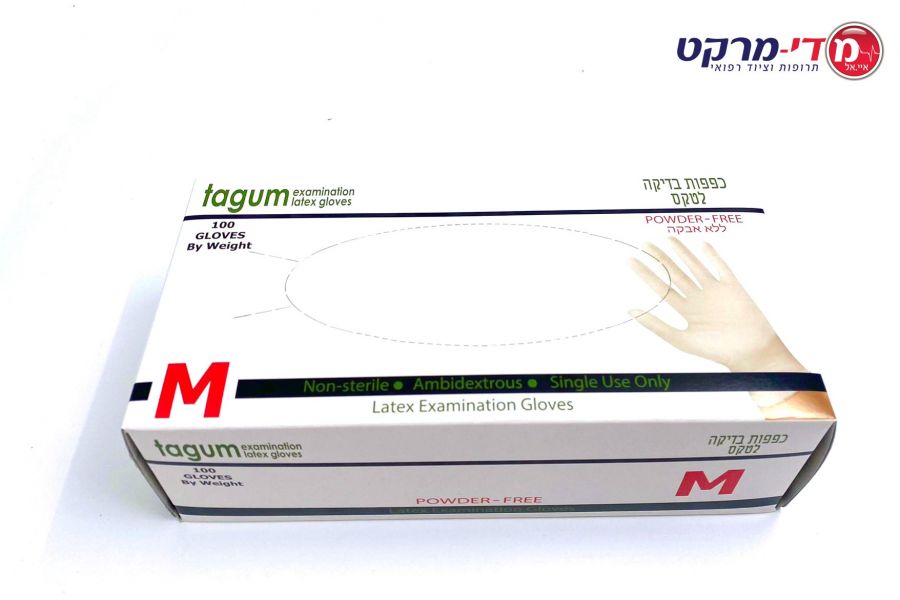 די-מרקט
מ
תרופות וציוד רפואי
איי.אל
tagum examination
latex gloves
כפפות בדיקה
לטקס
100
GLOVES
By Weight
POWDER-FREE
ללא אבקה
M
Non-sterile ● Ambidextrous ● Single Use Only
Latex Examination Gloves
tagum examination
latex gloves
כפפות בדיקה
לטקס
100
GLOVES
By Weight
M
POWDER-FREE
Latex Examination Gloves